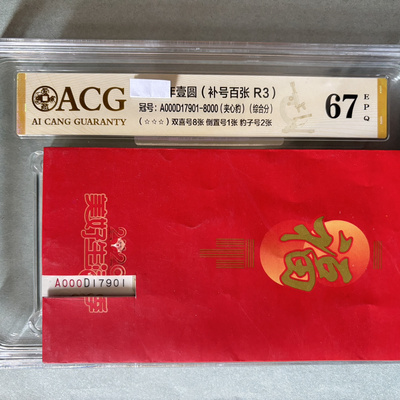 ACG
AI CANG GUARANTY
年壹圆（补号百张 R3）
冠号：A000D17901-8000（夹心豹）（综合分）
（☆☆☆）双喜号8张 倒置号1张 豹子号2张
67
EPQ
福
A000D17901